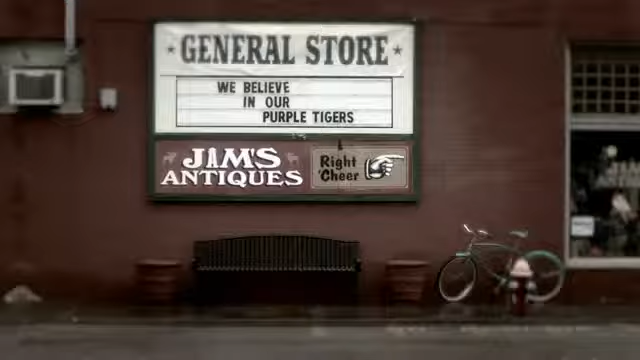 GENERAL STORE
WE BELIEVE
IN OUR
PURPLE TIGERS
JIM'S
ANTIQUES
Right
'Cheer